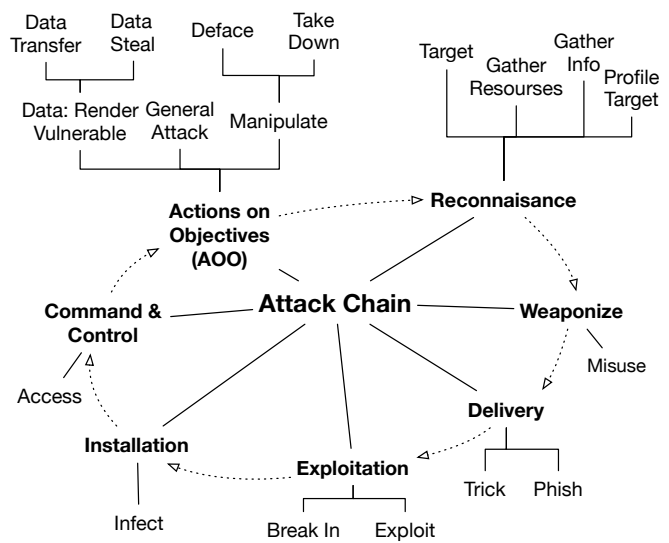 Data
Transfer
Data
Steal
Deface
Take
Down
Target
Gather
Resourses
Gather
Info
Profile
Target
Data: Render
Vulnerable
General
Attack
Manipulate
Actions on
Objectives
(AOO)
Reconnaisance
Command &
Control
Attack Chain
Weaponize
Access
Misuse
Delivery
Installation
Exploitation
Trick
Phish
Infect
Break In
Exploit